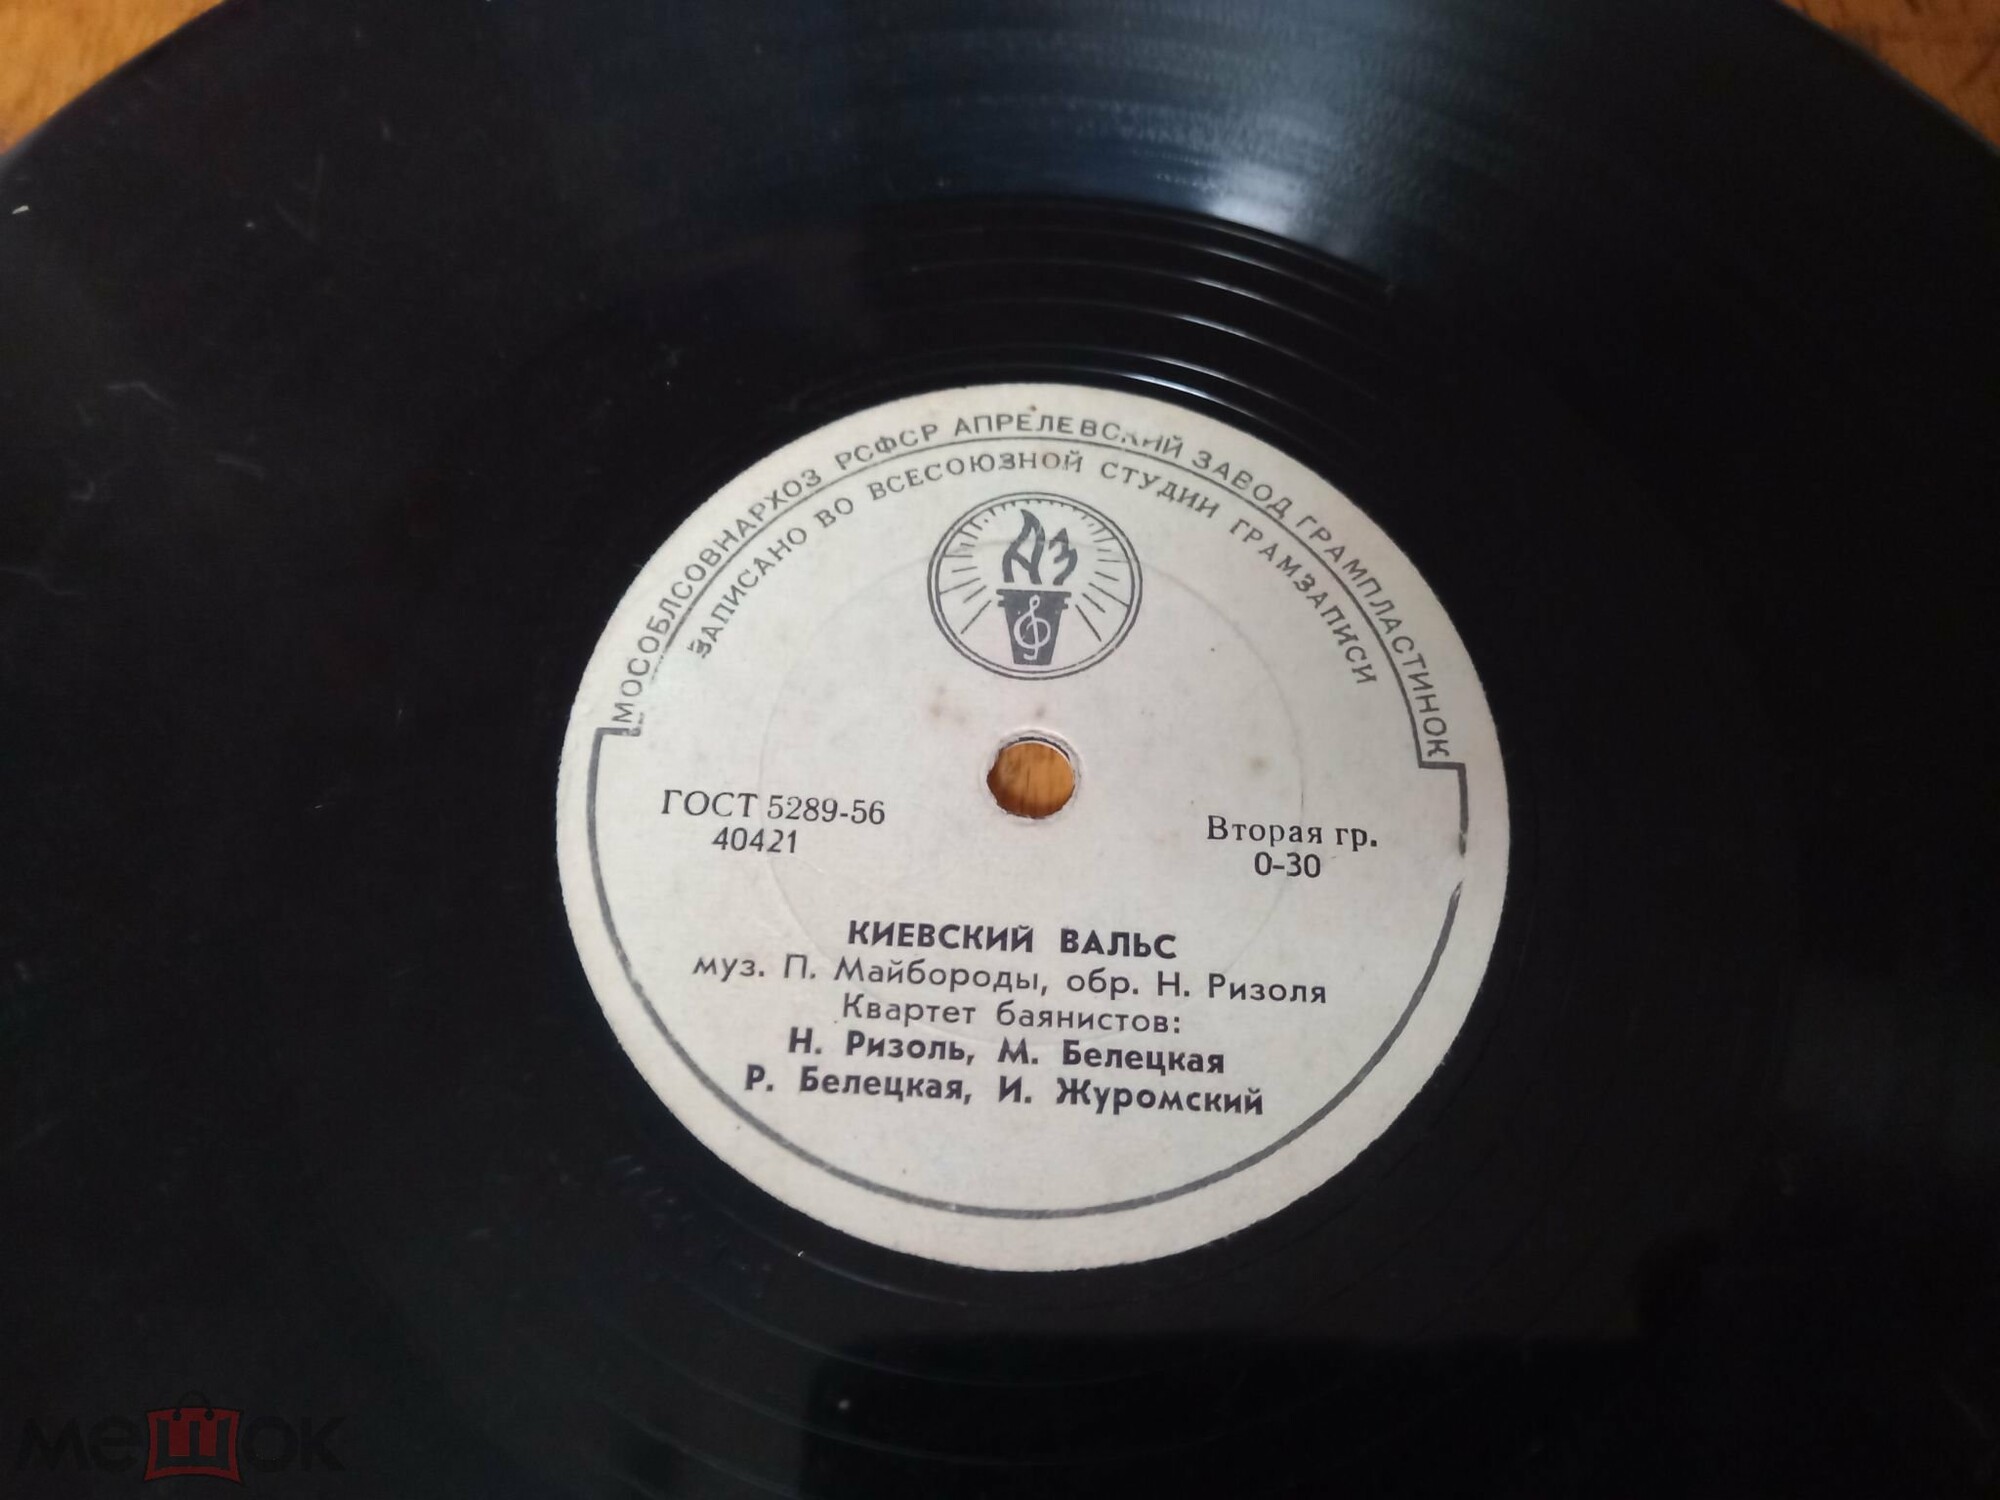 МОСОБЛСОВНАРХОЗ РСФСР АПРЕЛЕВСКИЙ ЗАВОД ГРАМПЛАСТИНОК
ЗАПИСАНО ВО ВСЕСОЮЗНОЙ СТУДИИ ГРАМЗАПИСИ
АЗ
ГОСТ 5289-56
40421
Вторая гр.
0-30
КИЕВСКИЙ ВАЛЬС
муз. П. Майбороды, обр. Н. Ризоля
Квартет баянистов:
Н. Ризоль, М. Белецкая
Р. Белецкая, И. Журомский
мешок